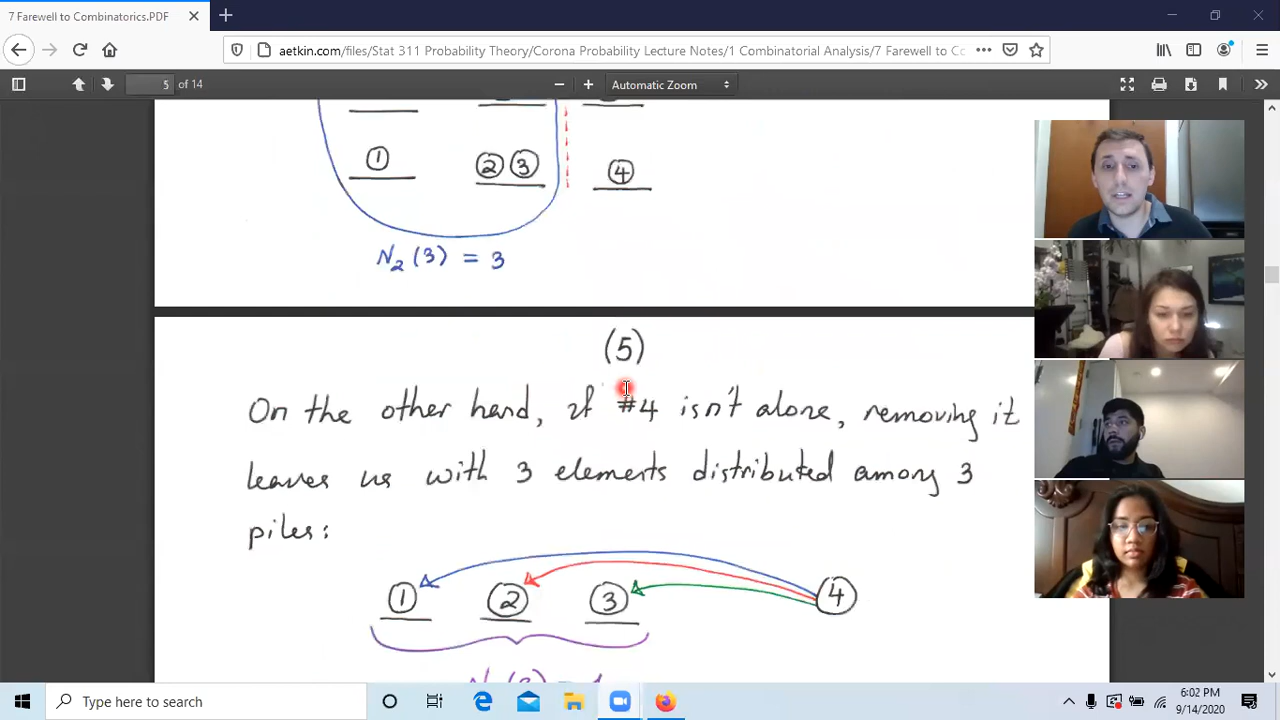 7 Farewell to Combinatorics.PDF
aetkin.com/files/Stat 311 Probability Theory/Corona Probability Lecture Notes/1 Combinatorial Analysis/7 Farewell to Co
5 of 14
Automatic Zoom
1 2 3 4
N2 (3) = 3
(5)
On the other hand, if #4 isn't alone, removing it
leaves us with 3 elements distributed among 3
piles:
1 2 3 4
Type here to search
6:02 PM
9/14/2020